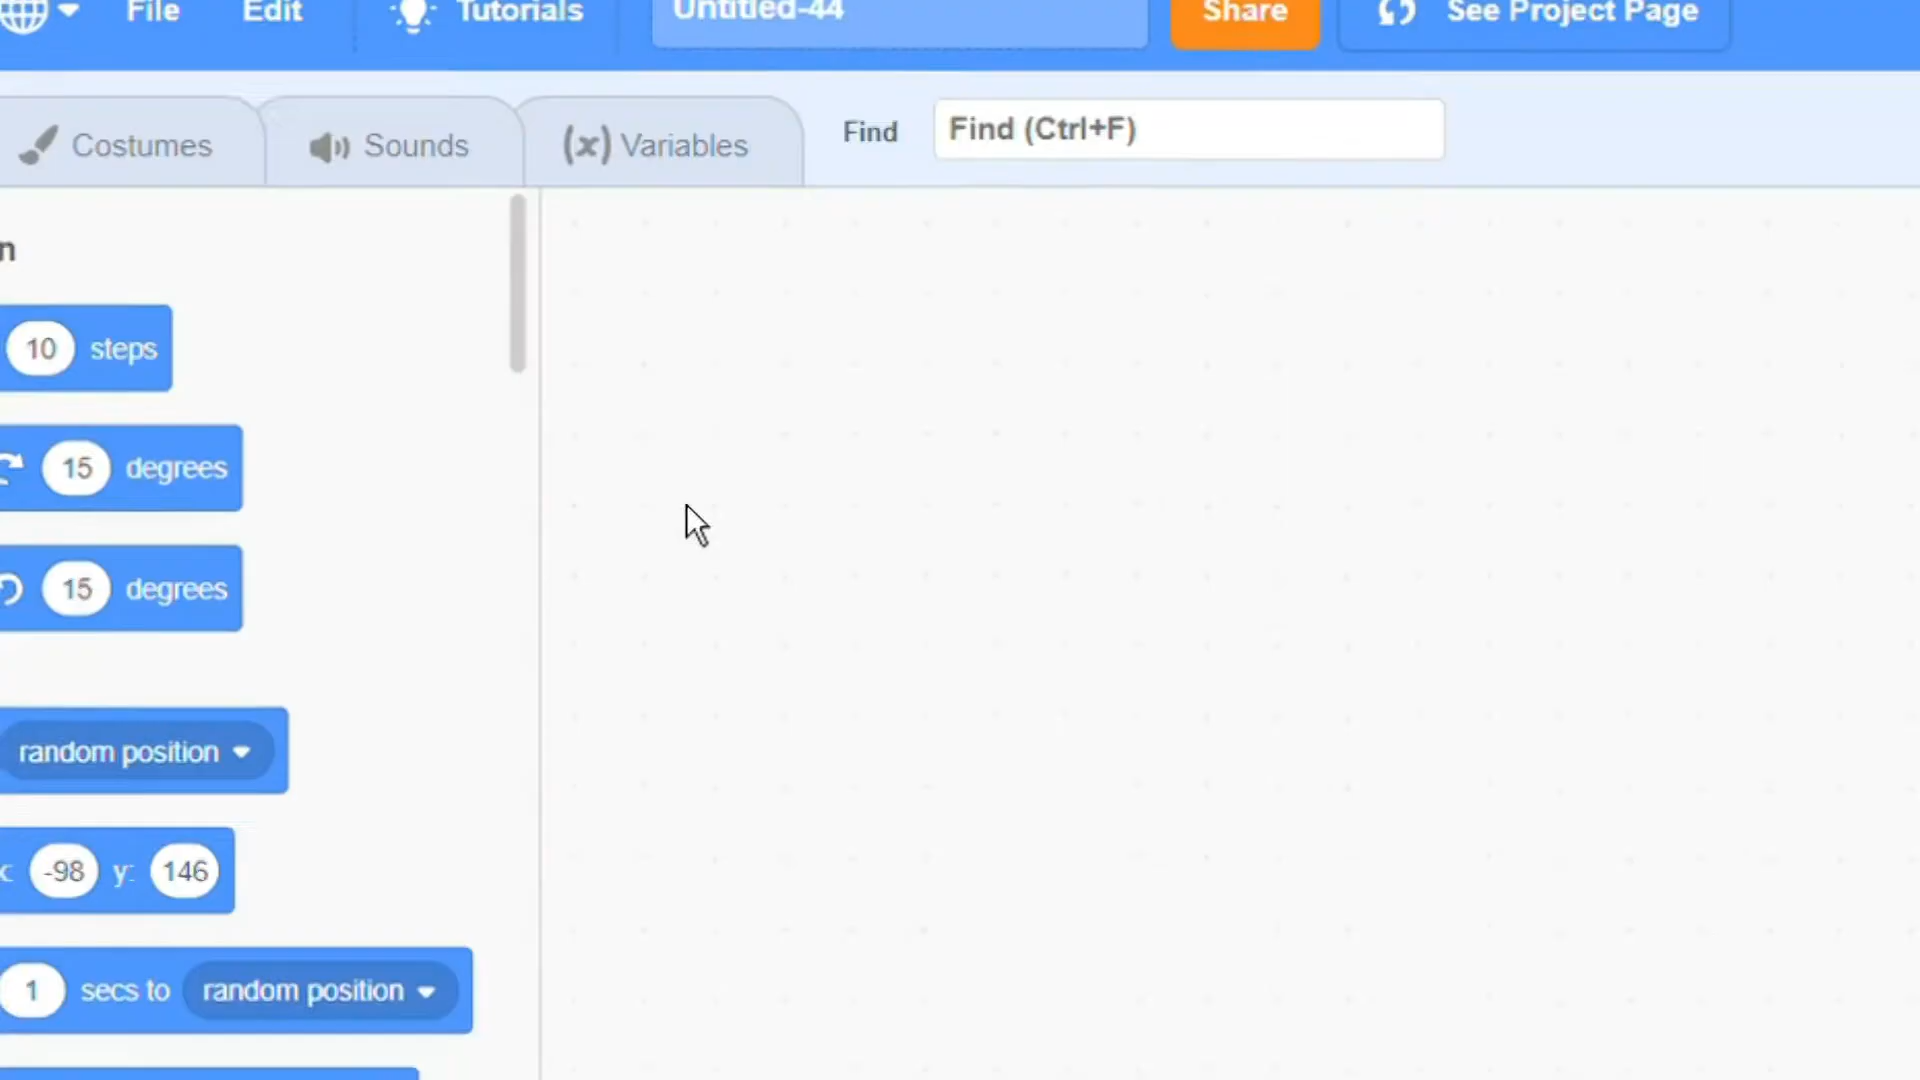 File Edit Tutorials Untitled-44 Share See Project Page
Costumes Sounds (x) Variables Find Find (Ctrl+F)
n
10 steps
15 degrees
15 degrees
random position
x: -98 y: 146
1 secs to random position